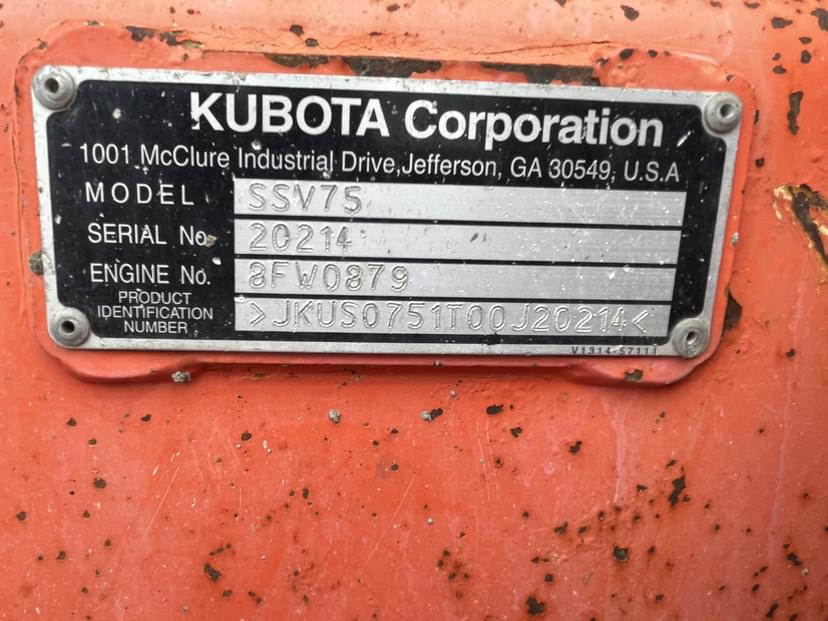 KUBOTA Corporation
1001 McClure Industrial Drive,Jefferson, GA 30549, U.S.A
MODEL SSV75
SERIAL No. 20214
ENGINE No. 8FW0879
PRODUCT IDENTIFICATION NUMBER >JKUS0751T00J20214<
V1314-57111